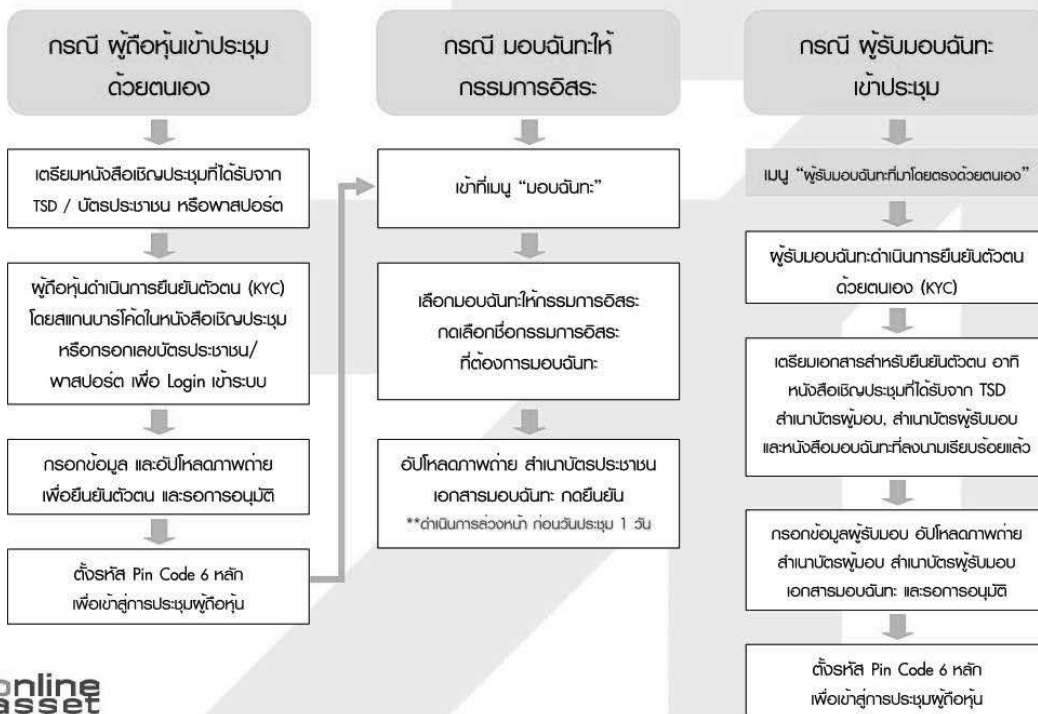 กรณี ผู้ถือหุ้นเข้าประชุม
ด้วยตนเอง
เตรียมหนังสือเชิญประชุมที่ได้รับจาก
TSD / บัตรประชาชน หรือพาสปอร์ต
ผู้ถือหุ้นดำเนินการยืนยันตัวตน (KYC)
โดยสแกนบาร์โค้ดในหนังสือเชิญประชุม
หรือกรอกเลขบัตรประชาชน/
พาสปอร์ต เพื่อ Login เข้าระบบ
กรอกข้อมูล และอัปโหลดภาพถ่าย
เพื่อยืนยันตัวตน และรอการอนุมัติ
ตั้งรหัส Pin Code 6 หลัก
เพื่อเข้าสู่การประชุมผู้ถือหุ้น
กรณี มอบฉันทะให้
กรรมการอิสระ
เข้าที่เมนู “มอบฉันทะ”
เลือกมอบฉันทะให้กรรมการอิสระ
กดเลือกชื่อกรรมการอิสระ
ที่ต้องการมอบฉันทะ
อัปโหลดภาพถ่าย สำเนาบัตรประชาชน
เอกสารมอบฉันทะ กดยืนยัน
**ดำเนินการล่วงหน้า ก่อนวันประชุม 1 วัน
กรณี ผู้รับมอบฉันทะ
เข้าประชุม
เมนู “ผู้รับมอบฉันทะที่มาโดยตรงด้วยตนเอง”
ผู้รับมอบฉันทะดำเนินการยืนยันตัวตน
ด้วยตนเอง (KYC)
เตรียมเอกสารสำหรับยืนยันตัวตน อาทิ
หนังสือเชิญประชุมที่ได้รับจาก TSD
สำเนาบัตรผู้มอบ, สำเนาบัตรผู้รับมอบ
และหนังสือมอบฉันทะที่ลงนามเรียบร้อยแล้ว
กรอกข้อมูลผู้รับมอบ อัปโหลดภาพถ่าย
สำเนาบัตรผู้มอบ สำเนาบัตรผู้รับมอบ
เอกสารมอบฉันทะ และรอการอนุมัติ
ตั้งรหัส Pin Code 6 หลัก
เพื่อเข้าสู่การประชุมผู้ถือหุ้น
online
asset